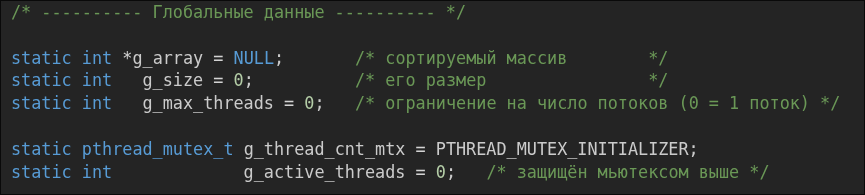 /* ---------- Глобальные данные ---------- */
static int *g_array = NULL;       /* сортируемый массив        */
static int   g_size = 0;          /* его размер                */
static int   g_max_threads = 0;   /* ограничение на число потоков (0 = 1 поток) */
static pthread_mutex_t g_thread_cnt_mtx = PTHREAD_MUTEX_INITIALIZER;
static int             g_active_threads = 0;   /* защищён мьютексом выше */